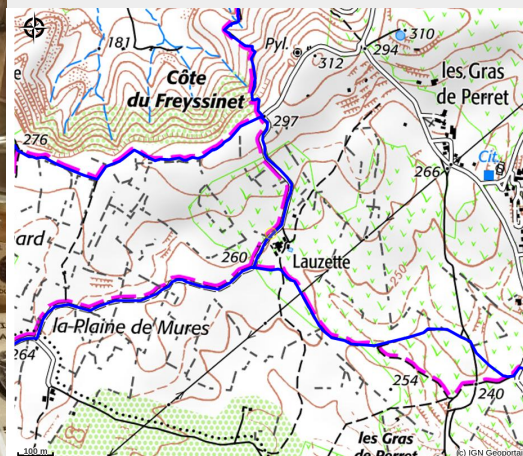 181
Pyl.
312
310
294
Côte
du Freyssinet
les Gras
de Perret
276
297
Cit.
266
ard
260
Lauzette
250
la Plaine de Mures
264
254
240
les Gras
de Perret
100 m
(c) IGN Geoportai